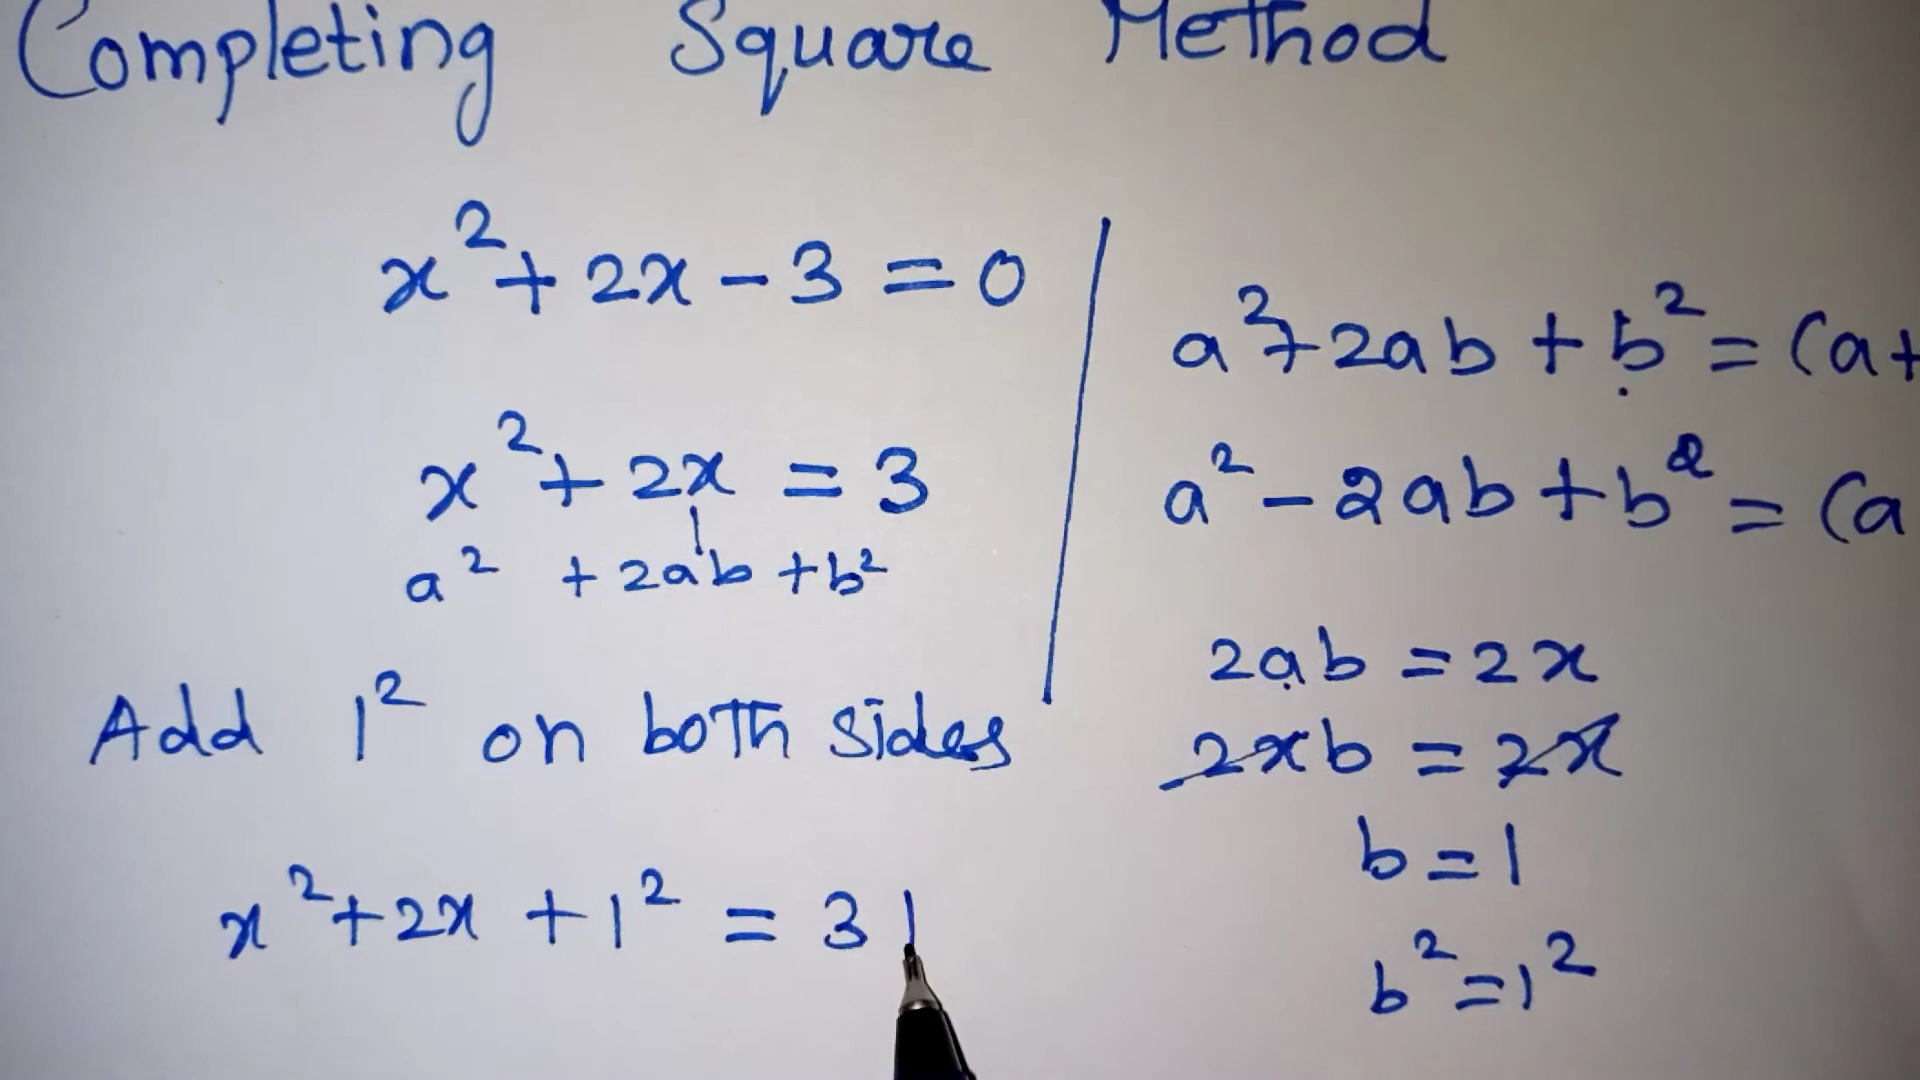 Completing Square Method
x² + 2x - 3 = 0
x² + 2x = 3
a² + 2ab + b²
Add 1² on both sides
x² + 2x + 1² = 3
a² + 2ab + b² = (a+
a² - 2ab + b² = (a
2ab = 2x
2xb = 2x
b = 1
b² = 1²